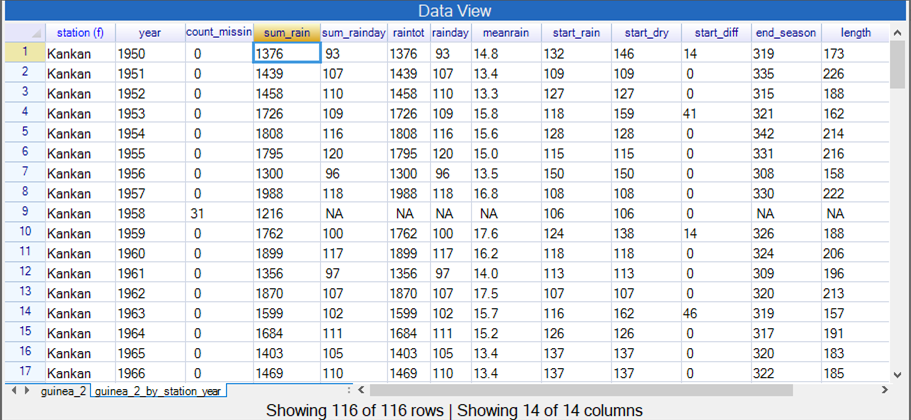 Data View
station (f) year count_missin sum_rain sum_rainday raintot rainday meanrain start_rain start_dry start_diff end_season length
1 Kankan 1950 0 1376 93 1376 93 14.8 132 146 14 319 173
2 Kankan 1951 0 1439 107 1439 107 13.4 109 109 0 335 226
3 Kankan 1952 0 1458 110 1458 110 13.3 127 127 0 315 188
4 Kankan 1953 0 1726 109 1726 109 15.8 118 159 41 321 162
5 Kankan 1954 0 1808 116 1808 116 15.6 128 128 0 342 214
6 Kankan 1955 0 1795 120 1795 120 15.0 115 115 0 331 216
7 Kankan 1956 0 1300 96 1300 96 13.5 150 150 0 308 158
8 Kankan 1957 0 1988 118 1988 118 16.8 108 108 0 330 222
9 Kankan 1958 31 1216 NA NA NA NA 106 106 0 NA NA
10 Kankan 1959 0 1762 100 1762 100 17.6 124 138 14 326 188
11 Kankan 1960 0 1899 117 1899 117 16.2 118 118 0 324 206
12 Kankan 1961 0 1356 97 1356 97 14.0 113 113 0 309 196
13 Kankan 1962 0 1870 107 1870 107 17.5 107 107 0 320 213
14 Kankan 1963 0 1599 102 1599 102 15.7 116 162 46 319 157
15 Kankan 1964 0 1684 111 1684 111 15.2 126 126 0 317 191
16 Kankan 1965 0 1403 105 1403 105 13.4 137 137 0 320 183
17 Kankan 1966 0 1469 110 1469 110 13.4 137 137 0 322 185
guinea_2 guinea_2_by_station_year
Showing 116 of 116 rows | Showing 14 of 14 columns